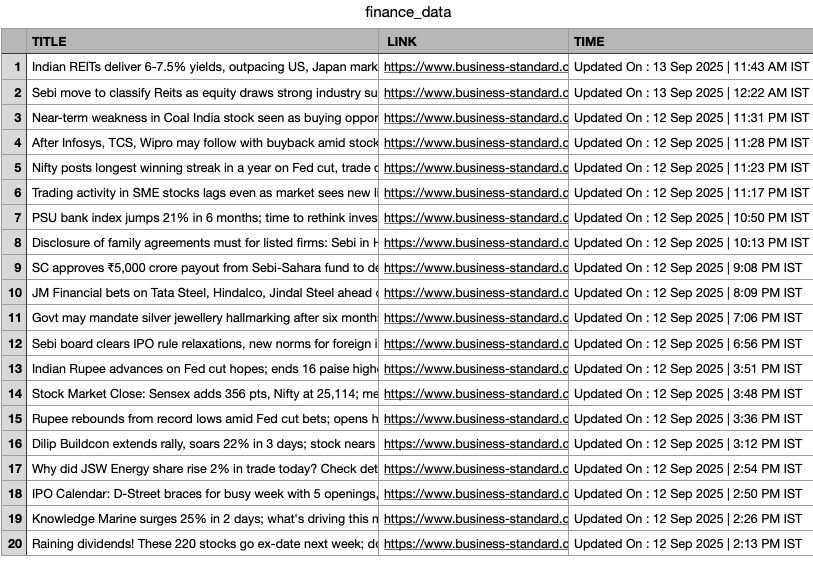 finance_data
TITLE LINK TIME
1 Indian REITs deliver 6-7.5% yields, outpacing US, Japan mark https://www.business-standard.c Updated On : 13 Sep 2025 | 11:43 AM IST
2 Sebi move to classify Reits as equity draws strong industry su https://www.business-standard.c Updated On : 13 Sep 2025 | 12:22 AM IST
3 Near-term weakness in Coal India stock seen as buying oppor https://www.business-standard.c Updated On : 12 Sep 2025 | 11:31 PM IST
4 After Infosys, TCS, Wipro may follow with buyback amid stock https://www.business-standard.c Updated On : 12 Sep 2025 | 11:28 PM IST
5 Nifty posts longest winning streak in a year on Fed cut, trade c https://www.business-standard.c Updated On : 12 Sep 2025 | 11:23 PM IST
6 Trading activity in SME stocks lags even as market sees new li https://www.business-standard.c Updated On : 12 Sep 2025 | 11:17 PM IST
7 PSU bank index jumps 21% in 6 months; time to rethink inves https://www.business-standard.c Updated On : 12 Sep 2025 | 10:50 PM IST
8 Disclosure of family agreements must for listed firms: Sebi in H https://www.business-standard.c Updated On : 12 Sep 2025 | 10:13 PM IST
9 SC approves ₹5,000 crore payout from Sebi-Sahara fund to de https://www.business-standard.c Updated On : 12 Sep 2025 | 9:08 PM IST
10 JM Financial bets on Tata Steel, Hindalco, Jindal Steel ahead https://www.business-standard.c Updated On : 12 Sep 2025 | 8:09 PM IST
11 Govt may mandate silver jewellery hallmarking after six month https://www.business-standard.c Updated On : 12 Sep 2025 | 7:06 PM IST
12 Sebi board clears IPO rule relaxations, new norms for foreign i https://www.business-standard.c Updated On : 12 Sep 2025 | 6:56 PM IST
13 Indian Rupee advances on Fed cut hopes; ends 16 paise high https://www.business-standard.c Updated On : 12 Sep 2025 | 3:51 PM IST
14 Stock Market Close: Sensex adds 356 pts, Nifty at 25,114; me https://www.business-standard.c Updated On : 12 Sep 2025 | 3:48 PM IST
15 Rupee rebounds from record lows amid Fed cut bets; opens h https://www.business-standard.c Updated On : 12 Sep 2025 | 3:36 PM IST
16 Dilip Buildcon extends rally, soars 22% in 3 days; stock nears https://www.business-standard.c Updated On : 12 Sep 2025 | 3:12 PM IST
17 Why did JSW Energy share rise 2% in trade today? Check det https://www.business-standard.c Updated On : 12 Sep 2025 | 2:54 PM IST
18 IPO Calendar: D-Street braces for busy week with 5 openings, https://www.business-standard.c Updated On : 12 Sep 2025 | 2:50 PM IST
19 Knowledge Marine surges 25% in 2 days; what's driving this https://www.business-standard.c Updated On : 12 Sep 2025 | 2:26 PM IST
20 Raining dividends! These 220 stocks go ex-date next week; https://www.business-standard.c Updated On : 12 Sep 2025 | 2:13 PM IST